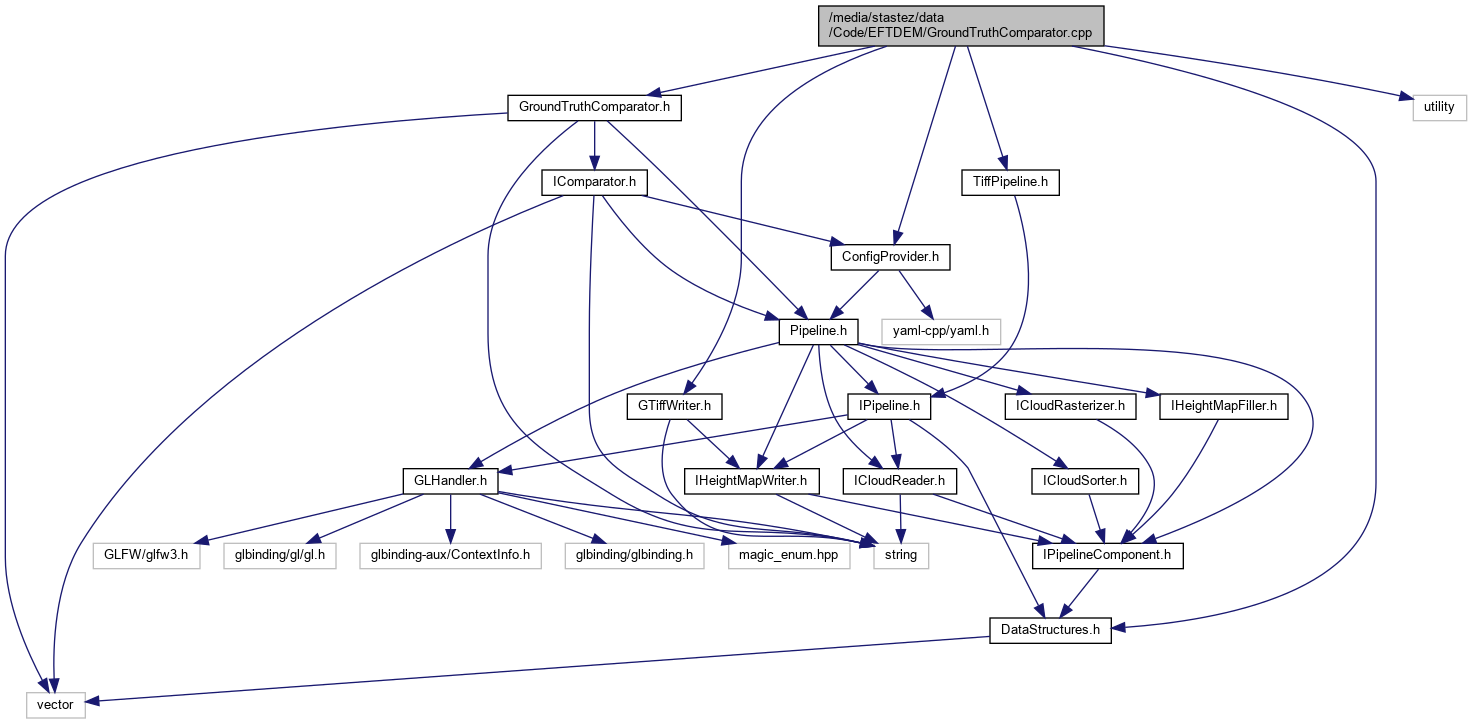 /media/stastez/data
/Code/EFTDEM/GroundTruthComparator.cpp
GroundTruthComparator.h
utility
IComparator.h
TiffPipeline.h
ConfigProvider.h
Pipeline.h
yaml-cpp/yaml.h
GTiffWriter.h
IPipeline.h
ICloudRasterizer.h
IHeightMapFiller.h
GLHandler.h
IHeightMapWriter.h
ICloudReader.h
ICloudSorter.h
GLFW/glfw3.h
glbinding/gl/gl.h
glbinding-aux/ContextInfo.h
glbinding/glbinding.h
magic_enum.hpp
string
IPipelineComponent.h
DataStructures.h
vector